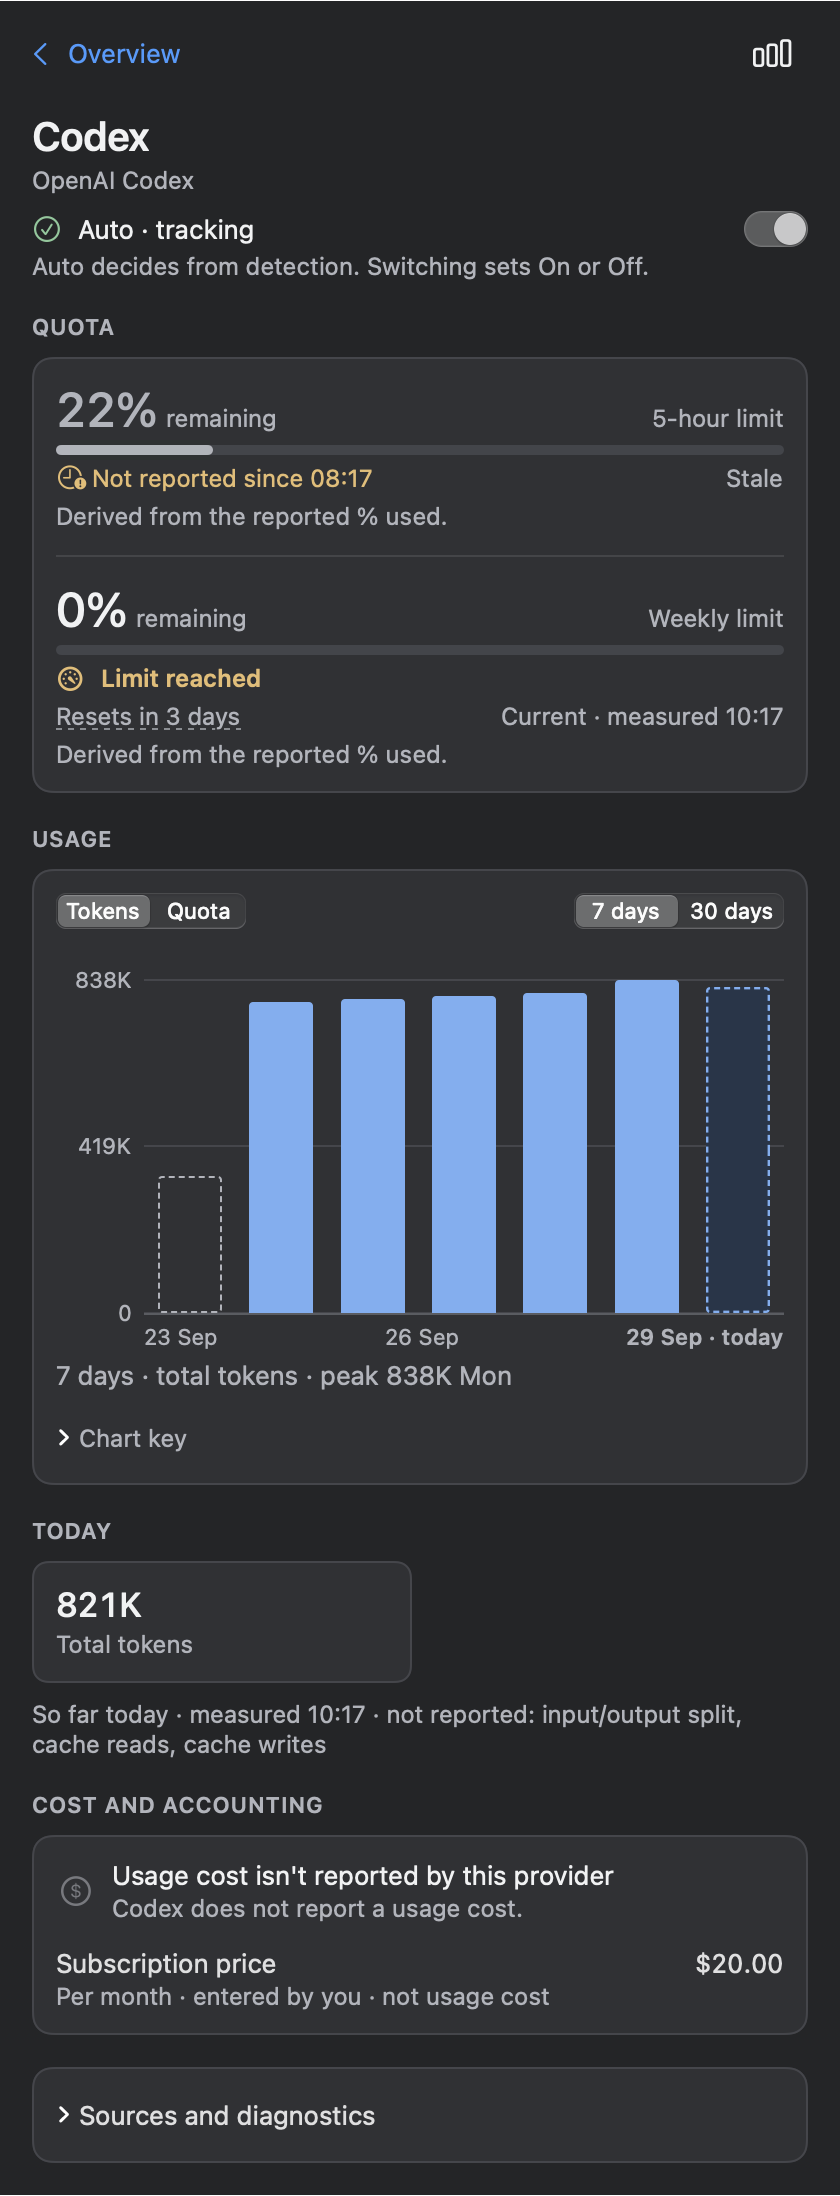 Overview
Codex
OpenAI Codex
Auto · tracking
Auto decides from detection. Switching sets On or Off.
QUOTA
22% remaining 5-hour limit
Not reported since 08:17 Stale
Derived from the reported % used.
0% remaining Weekly limit
Limit reached
Resets in 3 days Current · measured 10:17
Derived from the reported % used.
USAGE
Tokens Quota 7 days 30 days
838K
419K
0
23 Sep 26 Sep 29 Sep · today
7 days · total tokens · peak 838K Mon
Chart key
TODAY
821K
Total tokens
So far today · measured 10:17 · not reported: input/output split,
cache reads, cache writes
COST AND ACCOUNTING
Usage cost isn't reported by this provider
$ Codex does not report a usage cost.
Subscription price $20.00
Per month · entered by you · not usage cost
Sources and diagnostics